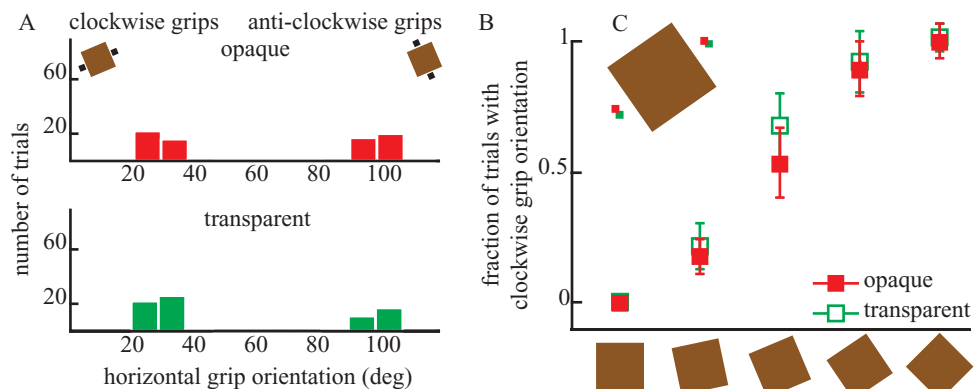 A
clockwise grips
anti-clockwise grips
opaque
60
20
20
40
60
80
100
transparent
60
20
20
40
60
80
100
number of trials
horizontal grip orientation (deg)
B
C
1
0.5
0
fraction of trials with
clockwise grip orientation
opaque
transparent